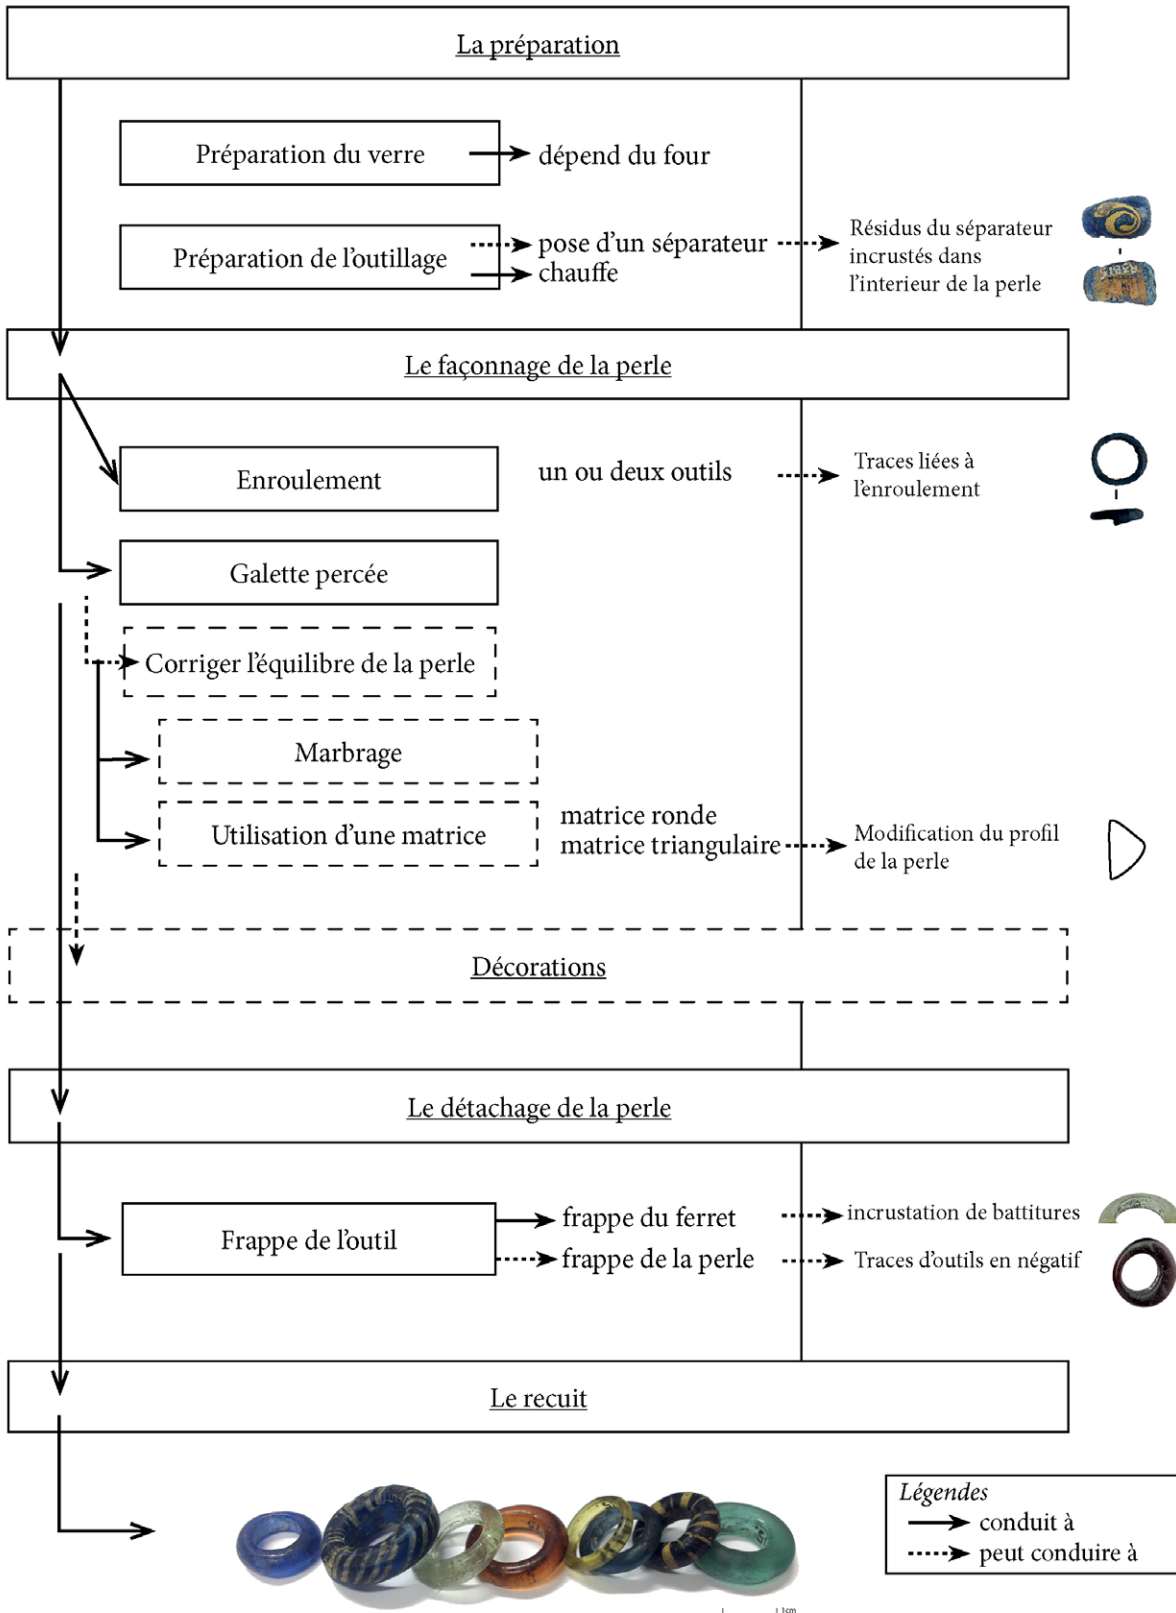 La préparation
Préparation du verre
dépend du four
Préparation de l'outillage
pose d'un séparateur
chauffe
Résidus du séparateur
incrustés dans
l'interieur de la perle
Le façonnage de la perle
Enroulement
un ou deux outils
Traces liées à
l'enroulement
Galette percée
Corriger l'équilibre de la perle
Marbrage
Utilisation d'une matrice
matrice ronde
matrice triangulaire
Modification du profil
de la perle
Décorations
Le détachage de la perle
Frappe de l'outil
frappe du ferret
incrustation de battitures
frappe de la perle
Traces d'outils en négatif
Le recuit
Légendes
conduit à
peut conduire à
1cm